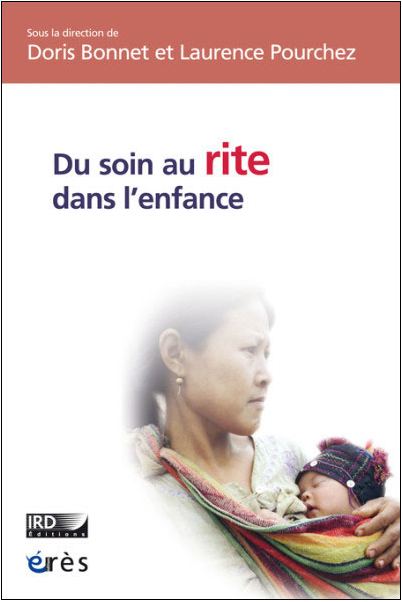 Sous la direction de
Doris Bonnet et Laurence Pourchez
Du soin au rite
dans l'enfance
IRD
Éditions
érès